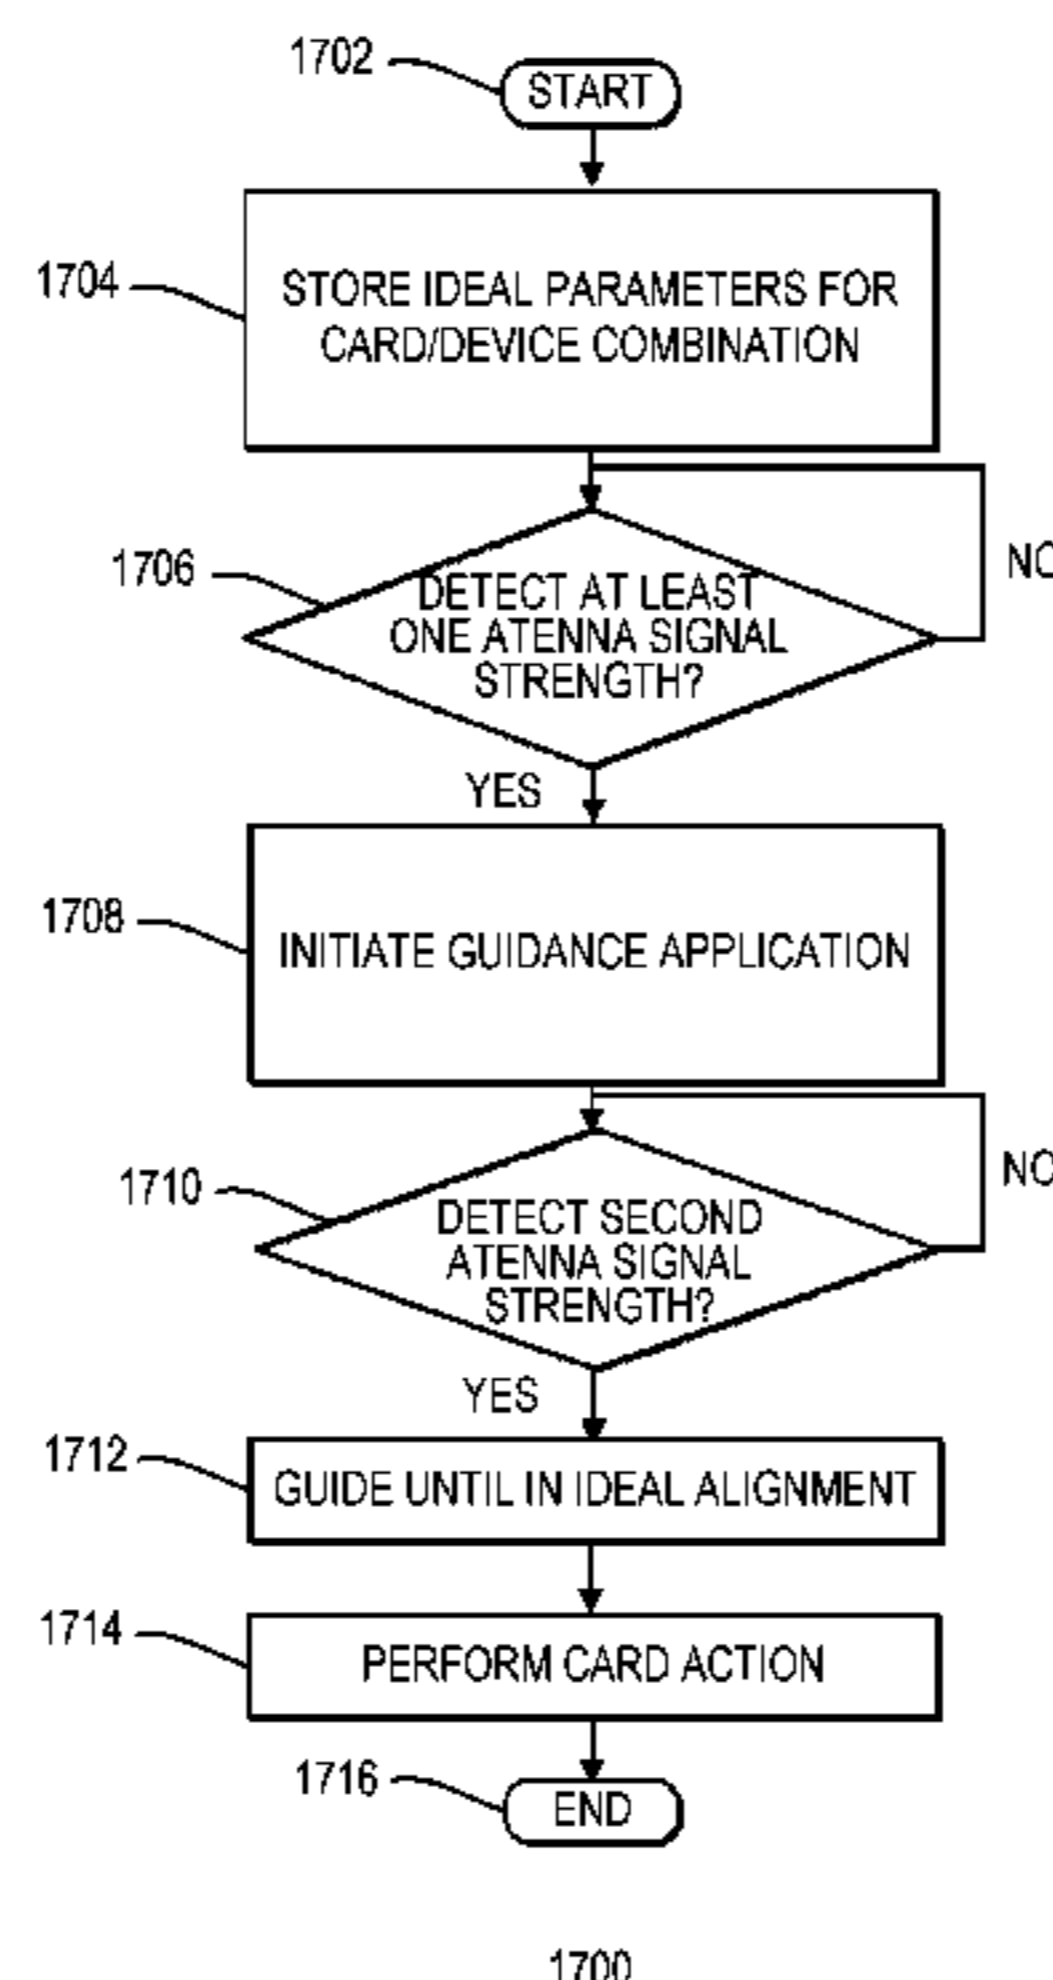 1702
START
1704
STORE IDEAL PARAMETERS FOR
CARD/DEVICE COMBINATION
1706
DETECT AT LEAST
ONE ATENNA SIGNAL
STRENGTH?
NO
YES
1708
INITIATE GUIDANCE APPLICATION
1710
DETECT SECOND
ATENNA SIGNAL
STRENGTH?
NO
YES
1712
GUIDE UNTIL IN IDEAL ALIGNMENT
1714
PERFORM CARD ACTION
1716
END
1700